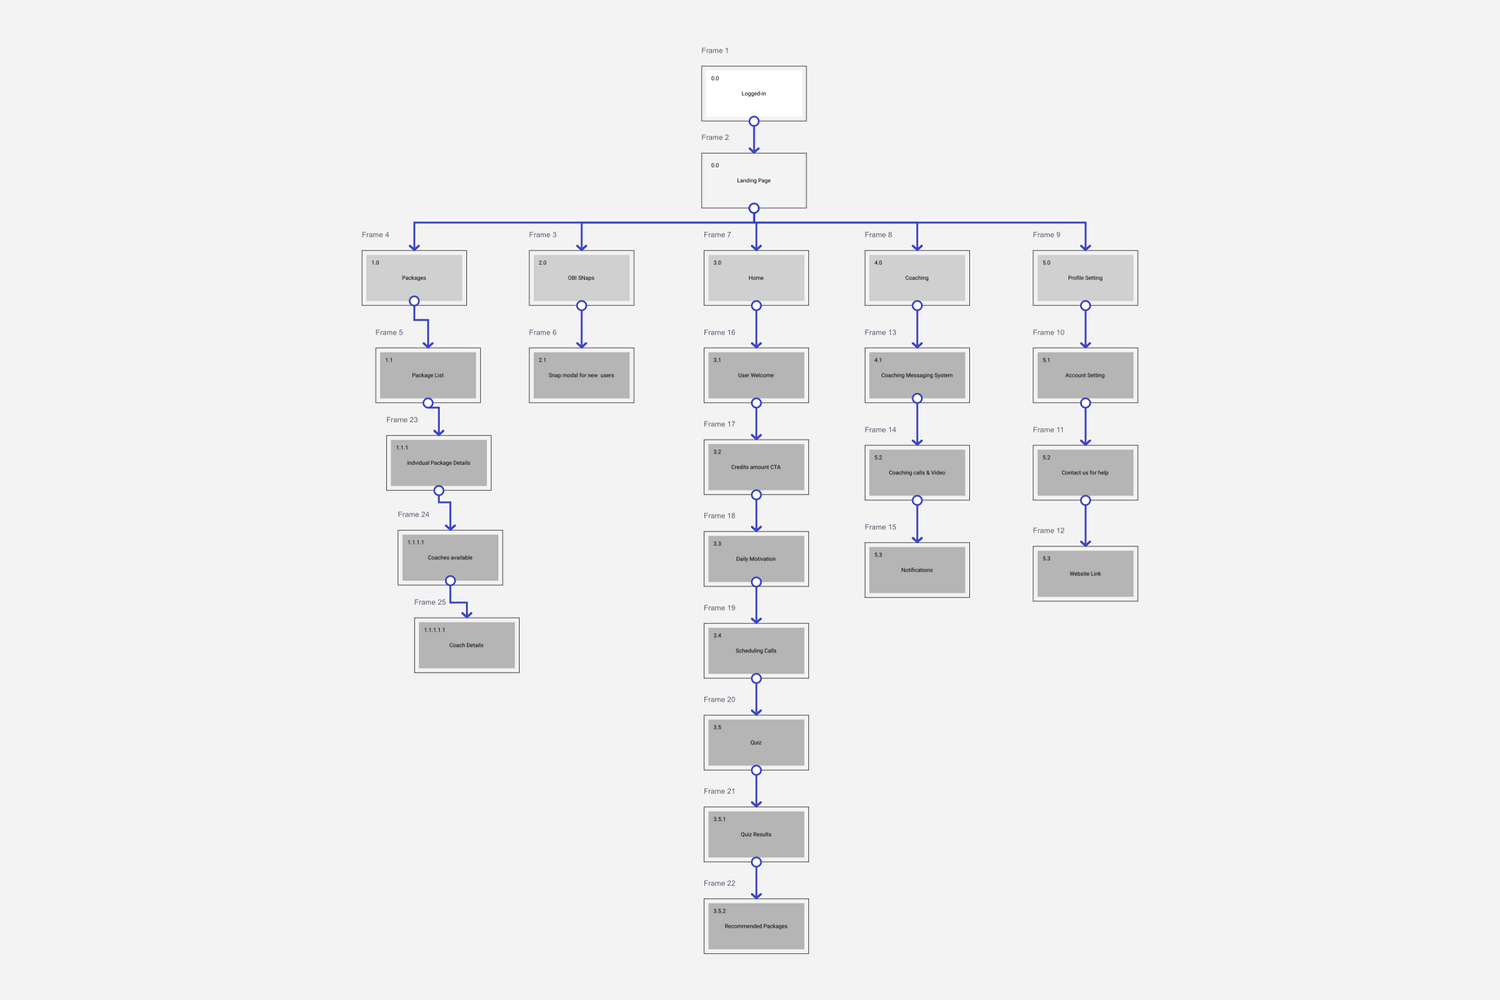 Frame 1
0.0
Logged-in
Frame 2
0.0
Landing Page
Frame 4
1.0
Packages
Frame 5
1.1
Package List
Frame 23
1.1.1
Indvidual Package Details
Frame 24
1.1.1.1
Coaches available
Frame 25
1.1.1.1.1
Coach Details
Frame 3
2.0
OBI SNaps
Frame 6
2.1
Snap modal for new users
Frame 7
3.0
Home
Frame 16
3.1
User Welcome
Frame 17
3.2
Credits amount CTA
Frame 18
3.3
Daily Motivation
Frame 19
3.4
Scheduling Calls
Frame 20
3.5
Quiz
Frame 21
3.5.1
Quiz Results
Frame 22
3.5.2
Recommended Packages
Frame 8
4.0
Coaching
Frame 13
4.1
Coaching Messaging System
Frame 14
5.2
Coaching calls & Video
Frame 15
5.3
Notifications
Frame 9
5.0
Profile Setting
Frame 10
5.1
Account Setting
Frame 11
5.2
Contact us for help
Frame 12
5.3
Website Link